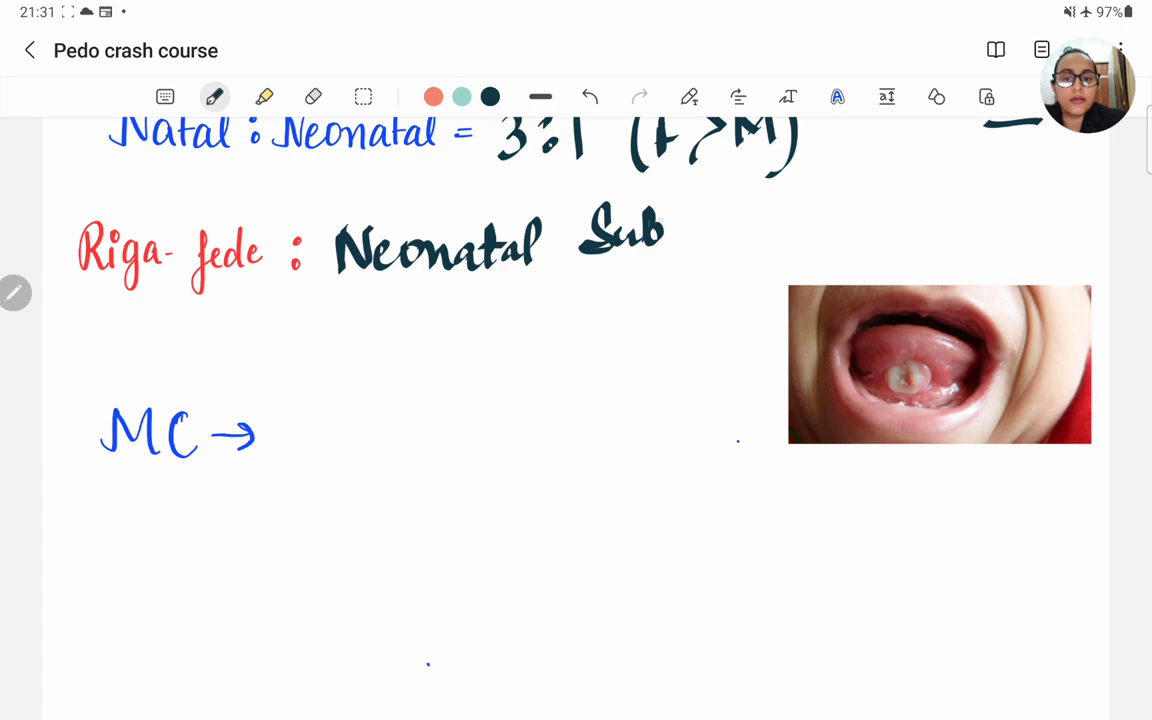 21:31 97%
Pedo crash course
Natal : Neonatal = 3:1 (F>M)
Riga-fede : Neonatal Sub
MC →